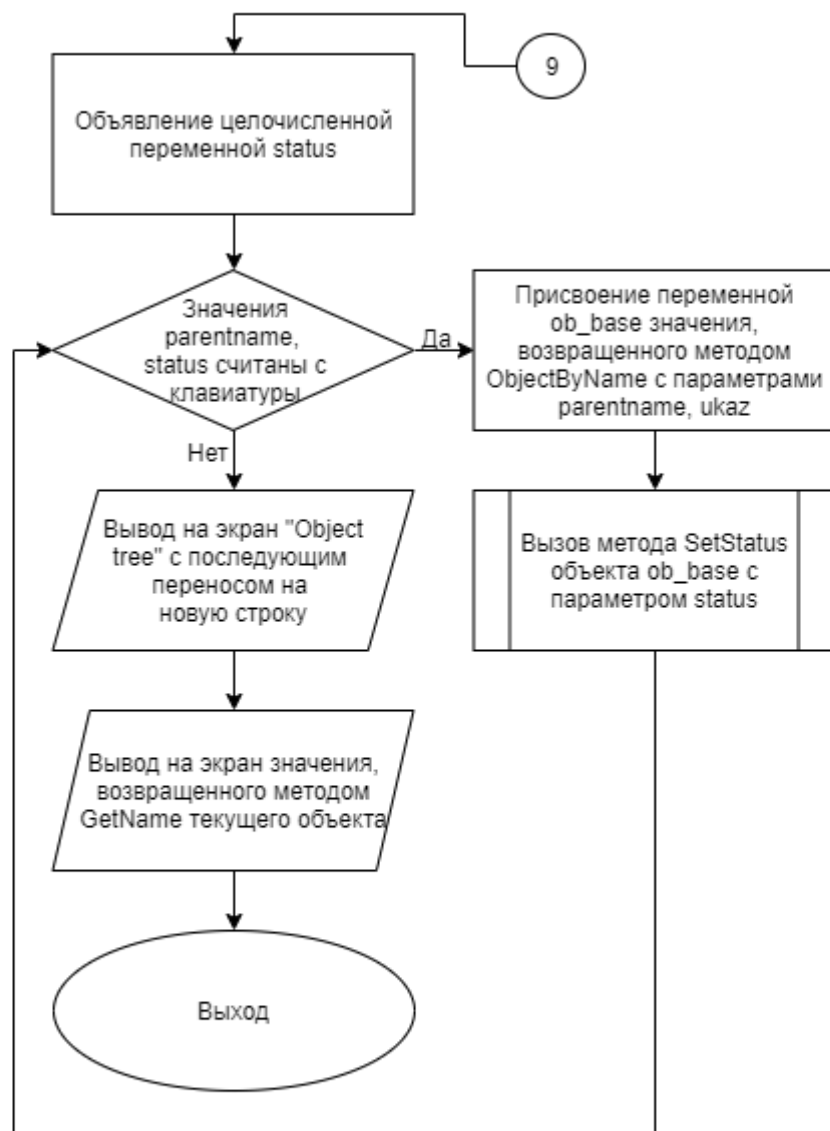 9
Объявление целочисленной
переменной status
Значения
parentname,
status считаны с
клавиатуры
Да
Присвоение переменной
ob_base значения,
возвращенного методом
ObjectByName с параметрами
parentname, ukaz
Нет
Вывод на экран "Object
tree" с последующим
переносом на
новую строку
Вызов метода SetStatus
объекта ob_base с
параметром status
Вывод на экран значения,
возвращенного методом
GetName текущего объекта
Выход